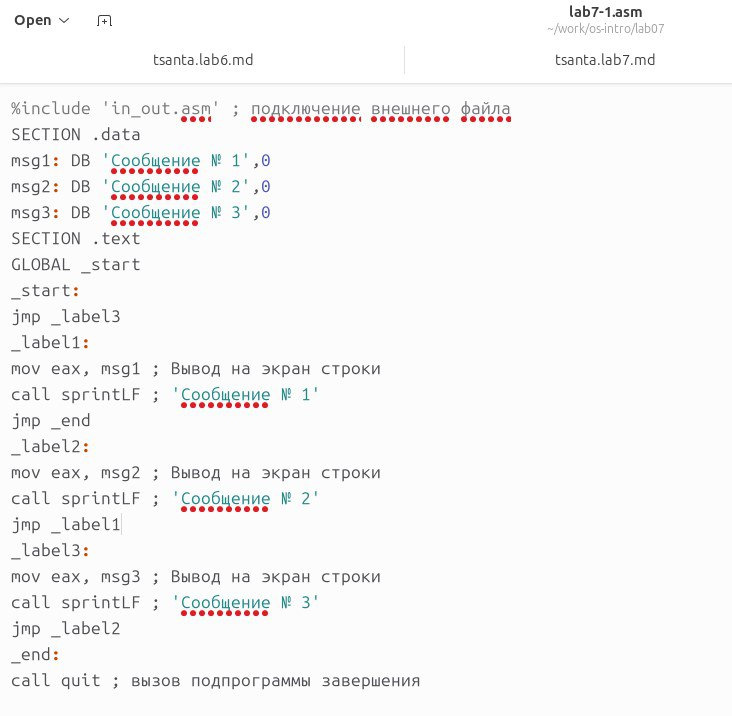 Open
lab7-1.asm
~/work/os-intro/lab07
tsanta.lab6.md
tsanta.lab7.md
%include 'in_out.asm' ; подключение внешнего файла
SECTION .data
msg1: DB 'Сообщение № 1',0
msg2: DB 'Сообщение № 2',0
msg3: DB 'Сообщение № 3',0
SECTION .text
GLOBAL _start
_start:
jmp _label3
_label1:
mov eax, msg1 ; Вывод на экран строки
call sprintLF ; 'Сообщение № 1'
jmp _end
_label2:
mov eax, msg2 ; Вывод на экран строки
call sprintLF ; 'Сообщение № 2'
jmp _label1
_label3:
mov eax, msg3 ; Вывод на экран строки
call sprintLF ; 'Сообщение № 3'
jmp _label2
_end:
call quit ; вызов подпрограммы завершения